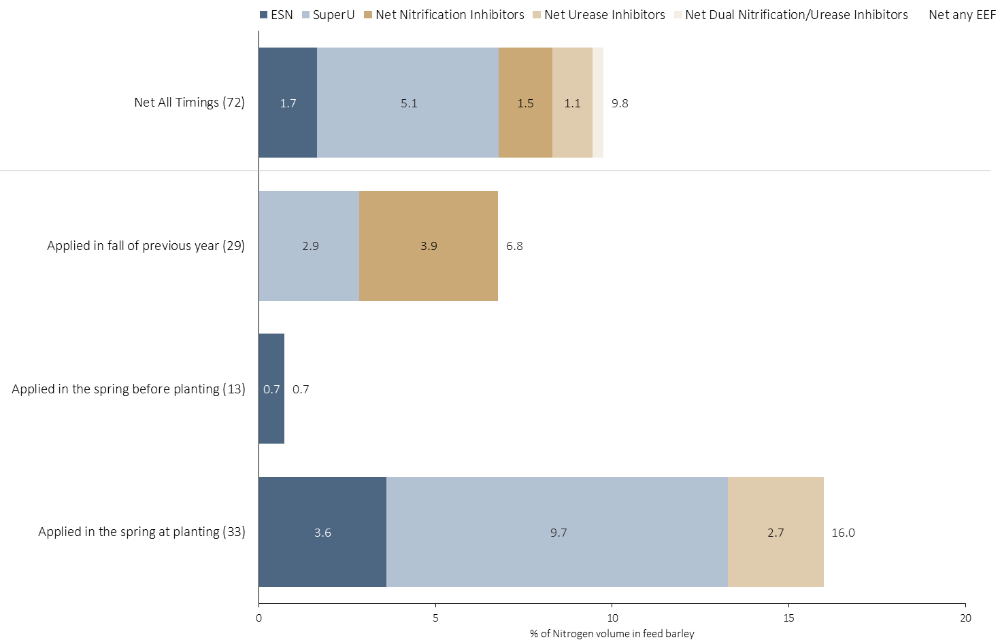 ESN SuperU Net Nitrification Inhibitors Net Urease Inhibitors Net Dual Nitrification/Urease Inhibitors Net any EEF
Net All Timings (72) 1.7 5.1 1.5 1.1 9.8
Applied in fall of previous year (29) 2.9 3.9 6.8
Applied in the spring before planting (13) 0.7 0.7
Applied in the spring at planting (33) 3.6 9.7 2.7 16.0
0 5 10 15 20
% of Nitrogen volume in feed barley